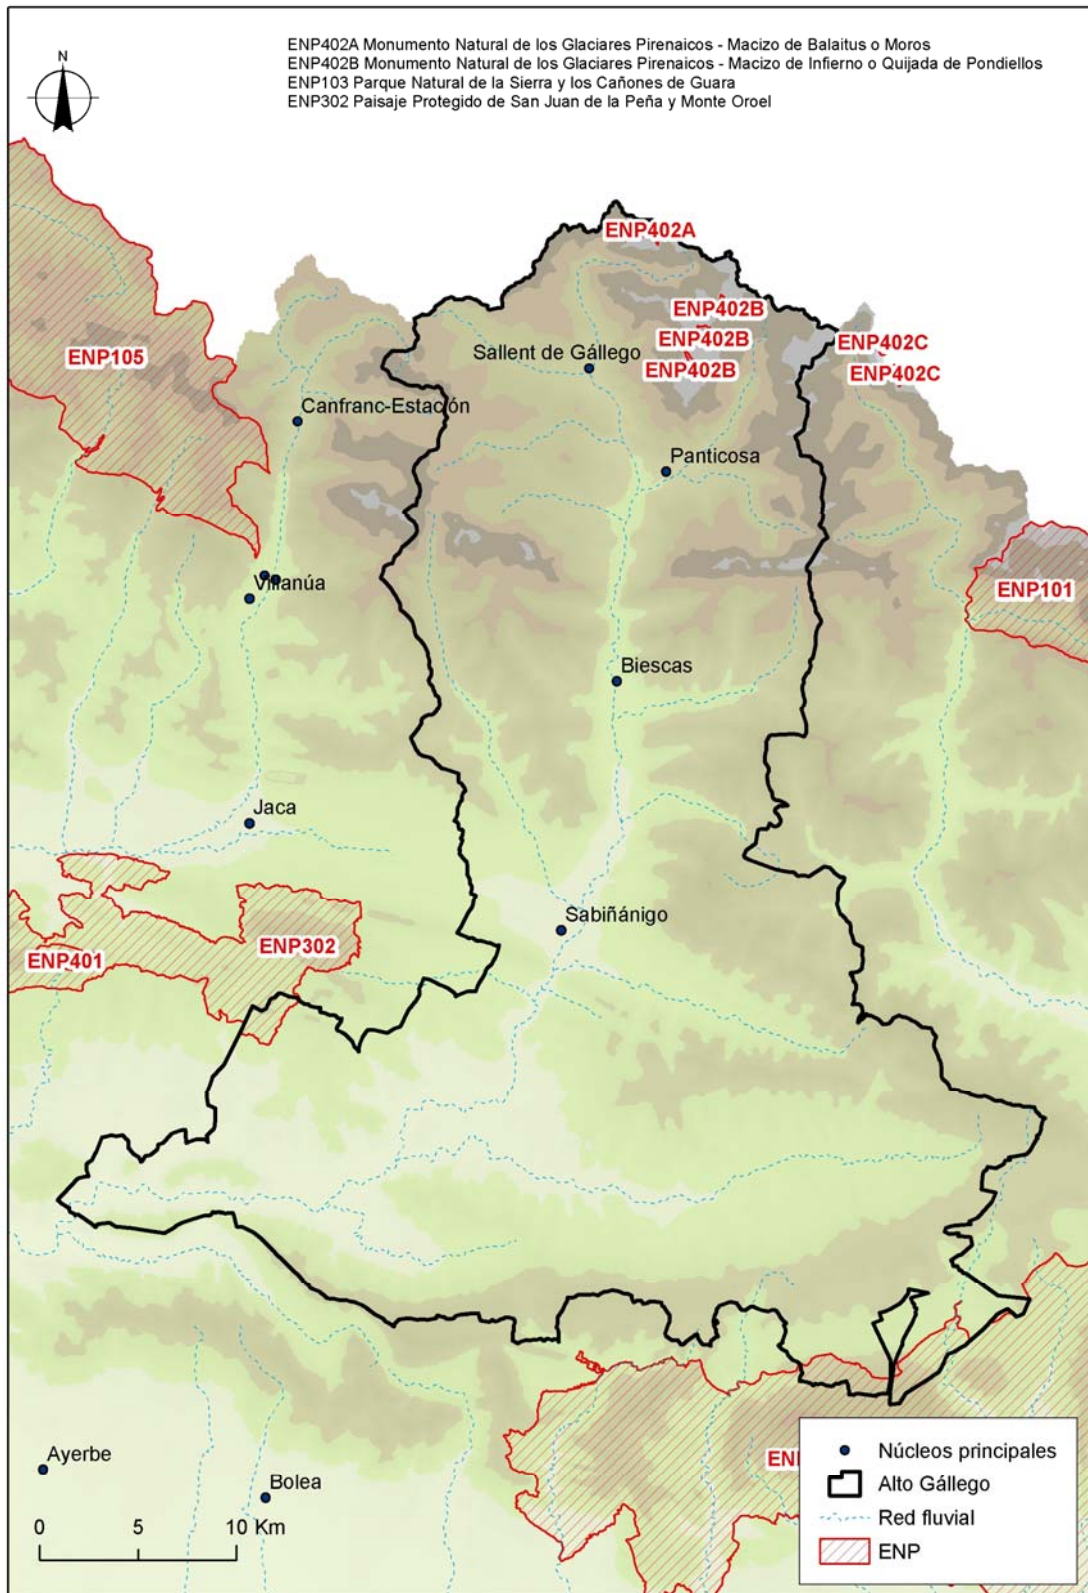 ENP402A Monumento Natural de los Glaciares Pirenaicos - Macizo de Balaitus o Moros
ENP402B Monumento Natural de los Glaciares Pirenaicos - Macizo de Infierno o Quijada de Pondiellos
ENP103 Parque Natural de la Sierra y los Cañones de Guara
ENP302 Paisaje Protegido de San Juan de la Peña y Monte Oroel
N
ENP402A
ENP402B
ENP402B
ENP402C
ENP105
Sallent de Gállego
ENP402B
ENP402C
Canfranc-Estación
Panticosa
Villanúa
ENP101
Biescas
Jaca
Sabiñánigo
ENP302
ENP401
Ayerbe
Bolea
EN
0 5 10 Km
Núcleos principales
Alto Gállego
Red fluvial
ENP